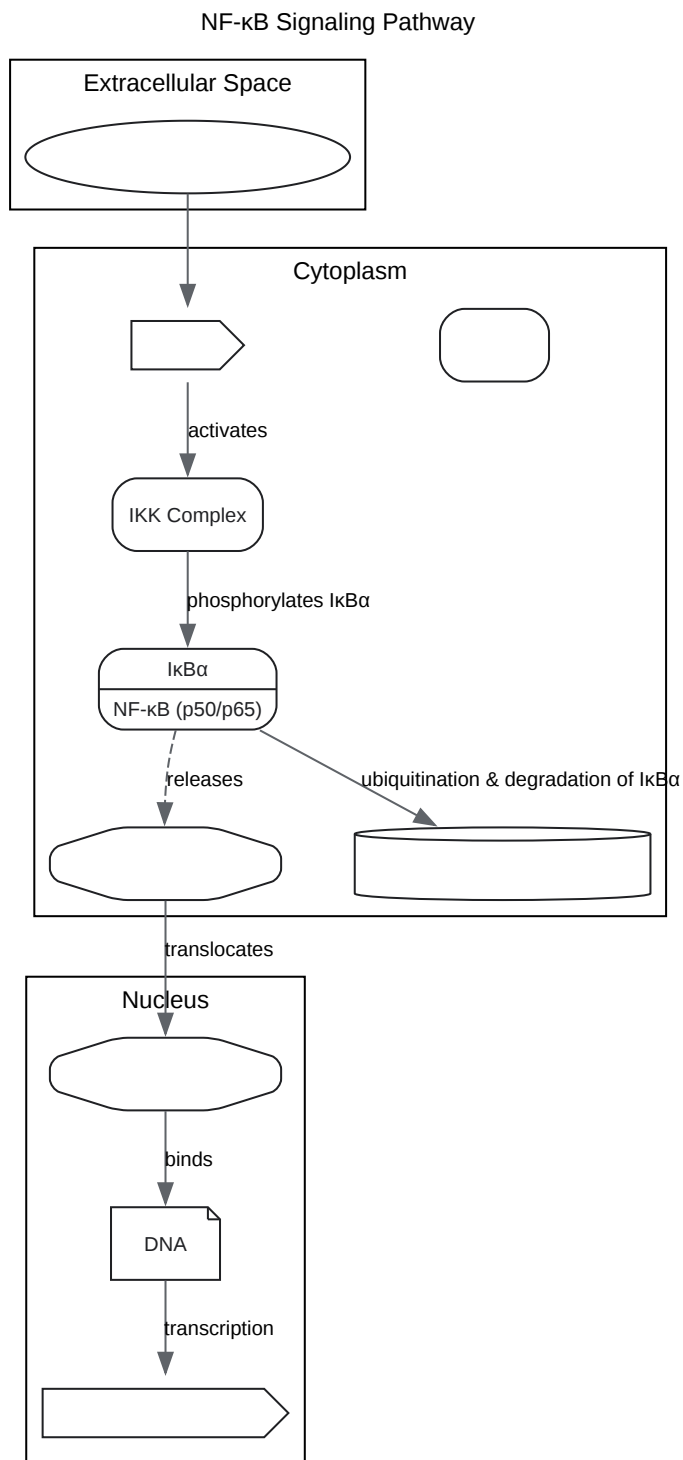 NF-κB Signaling Pathway
Extracellular Space
Cytoplasm
activates
IKK Complex
phosphorylates IκBα
IκBα
NF-κB (p50/p65)
releases
ubiquitination & degradation of IκBα
translocates
Nucleus
binds
DNA
transcription